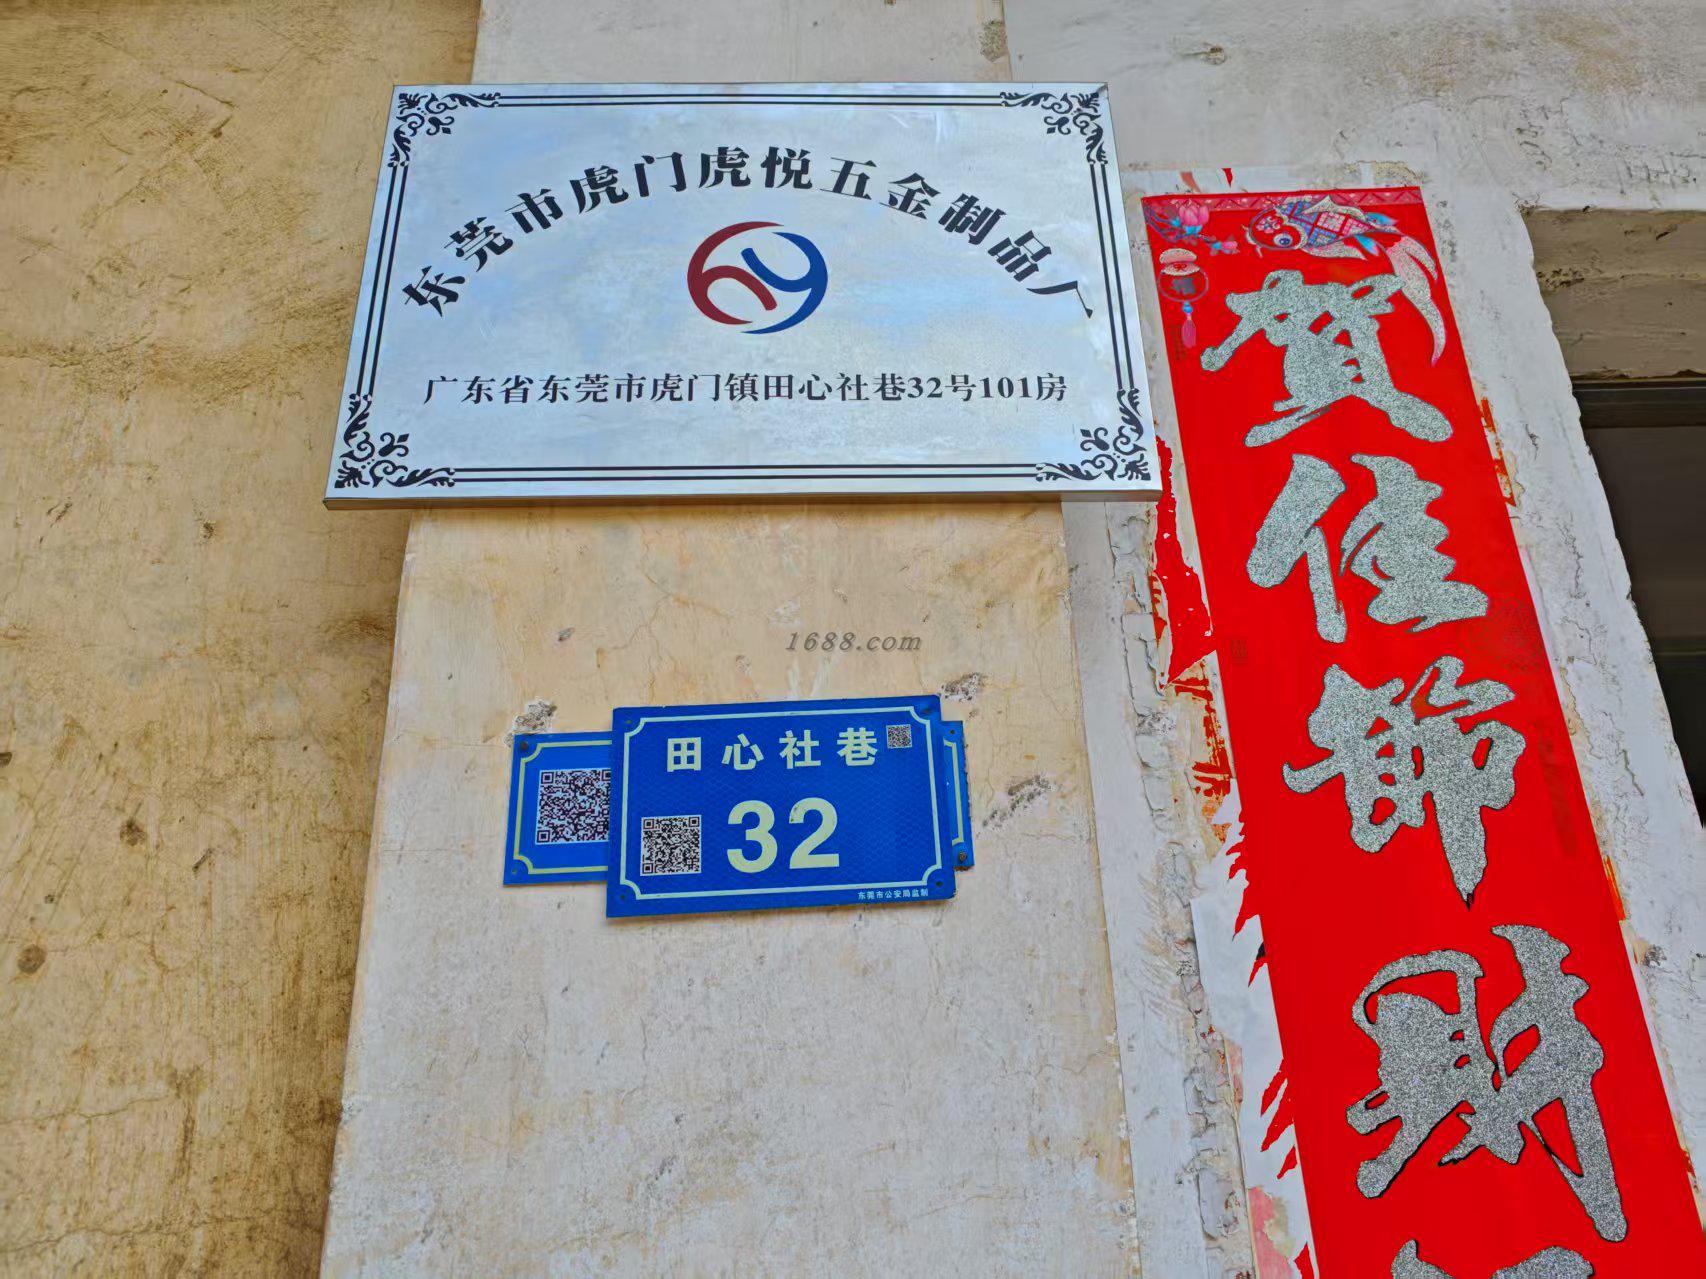 东莞市虎门虎悦五金制品厂
广东省东莞市虎门镇田心社巷32号101房
1688.com
田心社巷
32
东莞市公安局监制
贺佳節财